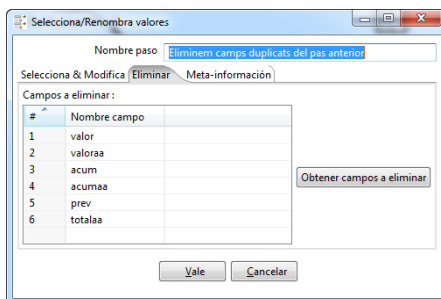 Selecciona/Renombra valores
Nombre paso Eliminem camps duplicats del pas anterior
Selecciona & Modifica Eliminar Meta-información
Campos a eliminar:
# Nombre campo
1 valor
2 valoraa
3 acum
4 acumaa
5 prev
6 totalaa
Obtener campos a eliminar
Vale Cancelar